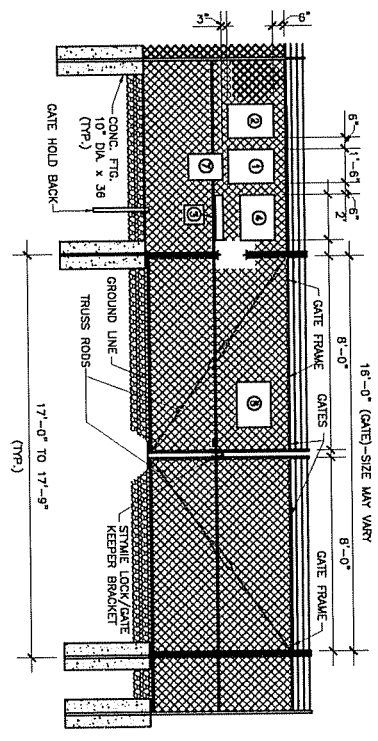 16'-0" (GATE)-SIZE MAY VARY
8'-0"
8'-0"
GATE FRAME
GATES
GATE FRAME
3"
6"
6"
1'-6"
6"
2'
2
1
7
4
3
CONC. FTG.
10" DIA. x 36
(TYP.)
GATE HOLD BACK
GROUND LINE
TRUSS RODS
STYMIE LOCK/GATE
KEEPER BRACKET
17'-0" TO 17'-9"
(TYP.)